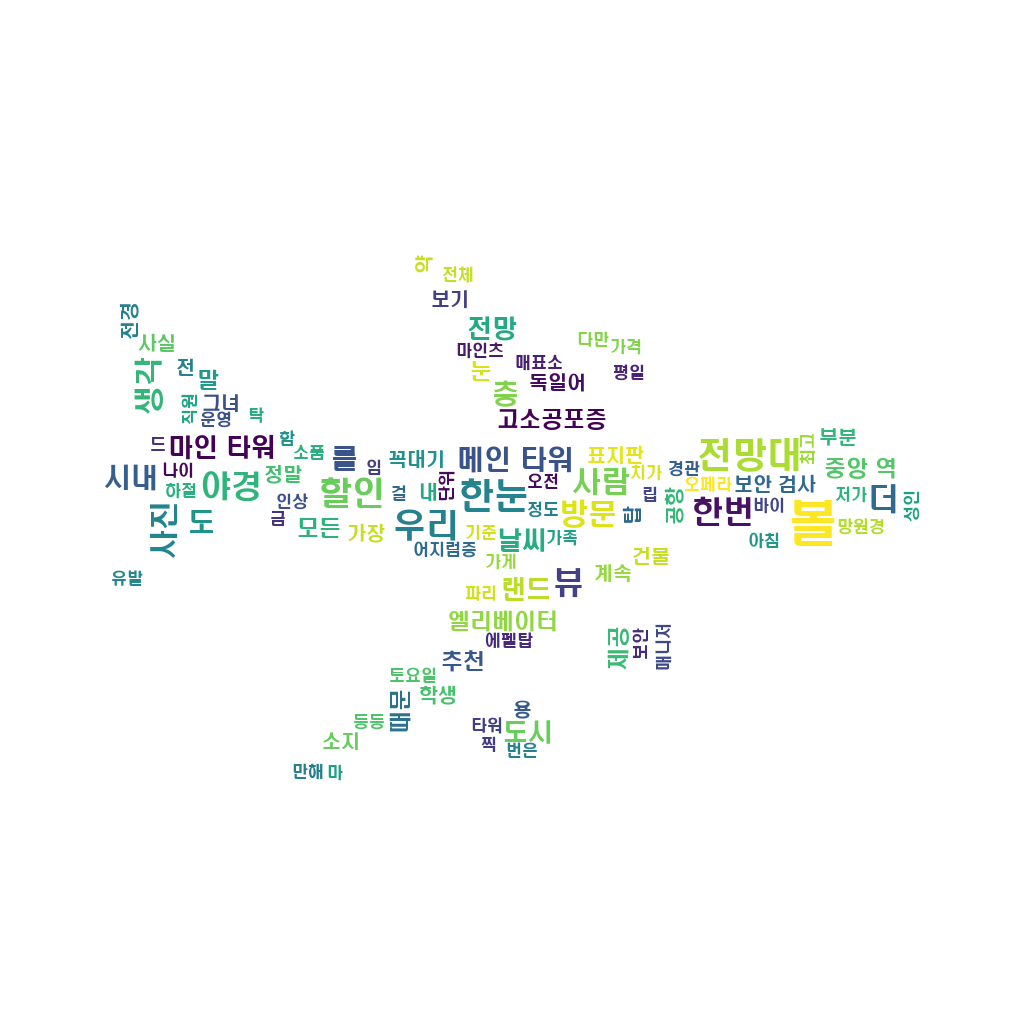 학
전체
보기
전경
사실
전망
다만
가격
마인츠
매표소
평일
생각
전
말
눈
독일어
층
직원
그녀
운영
탁
고소공포증
드
마인 타워
함
소품
를
임
꼭대기
메인 타워
표지판
전망대
최고
부분
중앙 역
시내
나이
하절
야경
정말
할인
걸
내
단위
한눈
오전
사람
치가
경관
오페라
보안 검사
저가
더
성인
사진
도
금
인상
모든
가장
우리
기준
날씨
정도
가족
방문
탑
립
공항
한번
바이
볼
망원경
아침
어지럼증
가게
건물
계속
유발
파리
랜드
뷰
엘리베이터
에펠탑
제공
보안
매니저
추천
토요일
학생
때문
등등
소지
용
타워
도시
찍
번은
만해
마